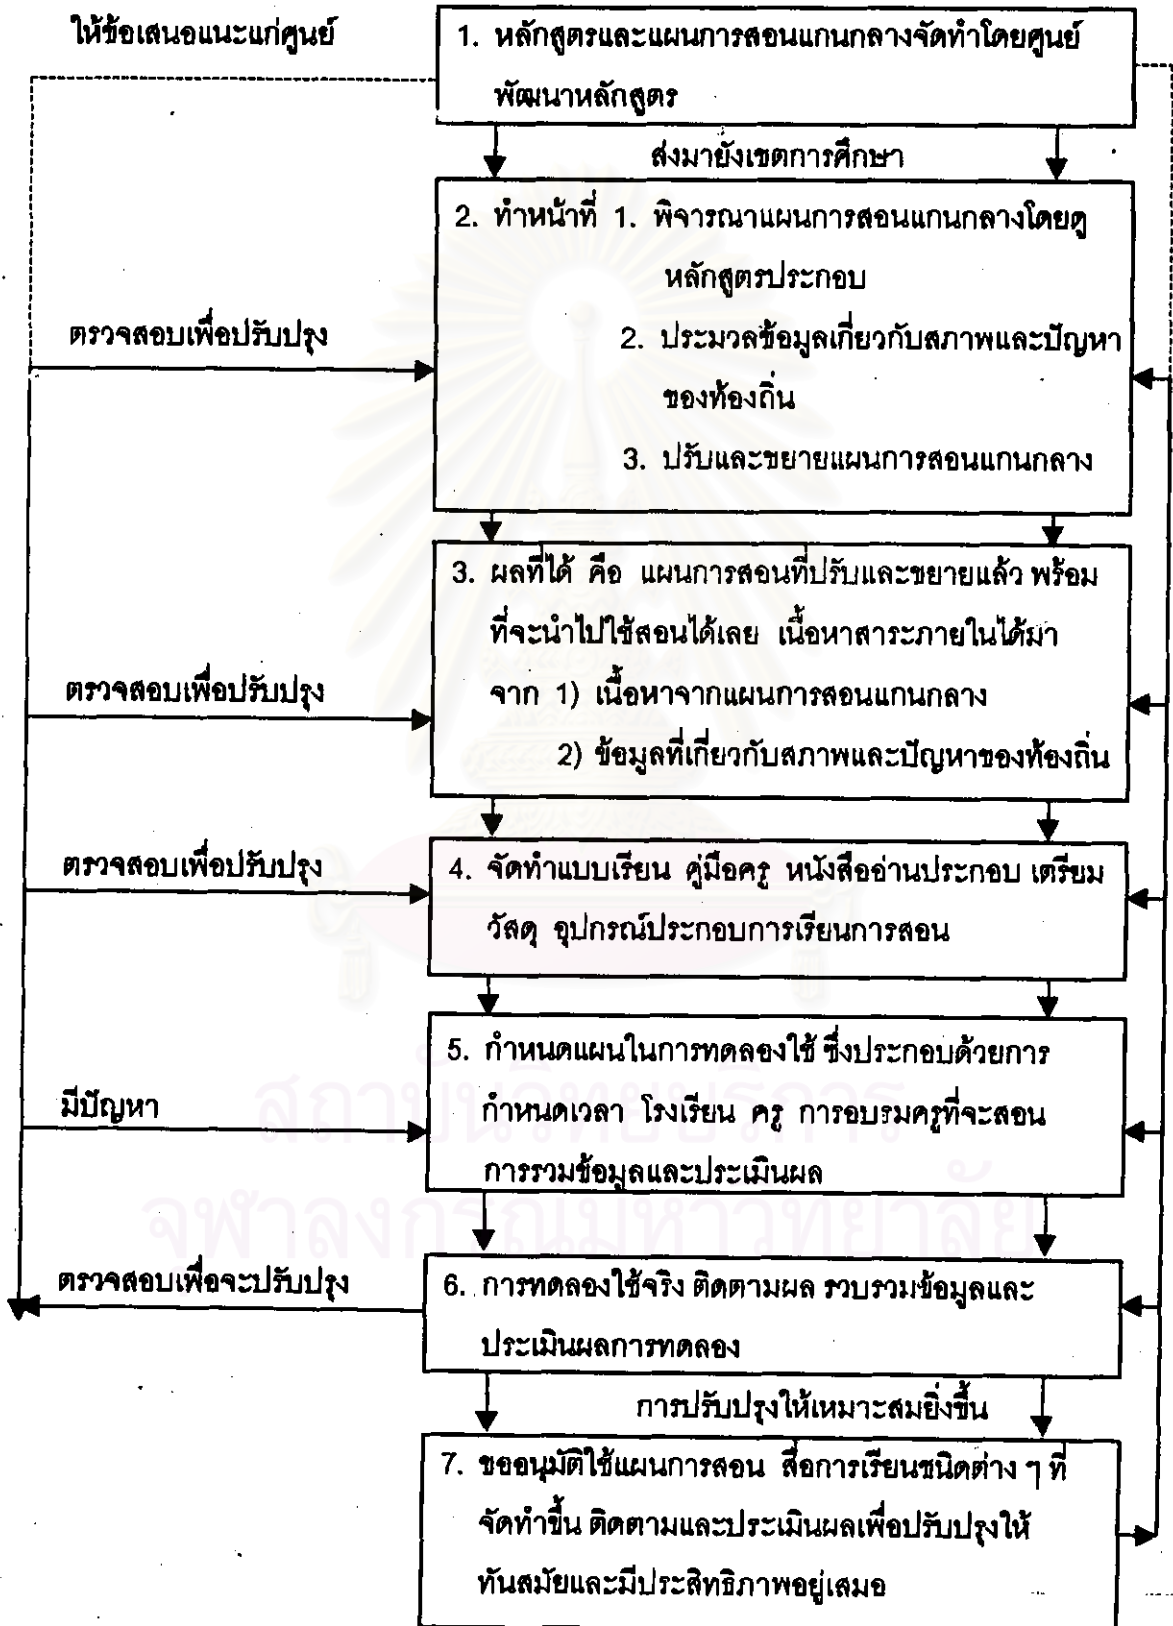 ให้ข้อเสนอแนะแก่ศูนย์
1. หลักสูตรและแผนการสอนแกนกลางจัดทำโดยศูนย์
พัฒนาหลักสูตร
ส่งมายังเขตการศึกษา
2. ทำหน้าที่ 1. พิจารณาแผนการสอนแกนกลางโดยดู
หลักสูตรประกอบ
ตรวจสอบเพื่อปรับปรุง
2. ประมวลข้อมูลเกี่ยวกับสภาพและปัญหา
ของท้องถิ่น
3. ปรับและขยายแผนการสอนแกนกลาง
3. ผลที่ได้ คือ แผนการสอนที่ปรับและขยายแล้ว พร้อม
ที่จะนำไปใช้สอนได้เลย เนื้อหาสาระภายในได้มา
ตรวจสอบเพื่อปรับปรุง
จาก 1) เนื้อหาจากแผนการสอนแกนกลาง
2) ข้อมูลที่เกี่ยวกับสภาพและปัญหาของท้องถิ่น
ตรวจสอบเพื่อปรับปรุง
4. จัดทำแบบเรียน คู่มือครู หนังสืออ่านประกอบ เตรียม
วัสดุ อุปกรณ์ประกอบการเรียนการสอน
5. กำหนดแผนในการทดลองใช้ ซึ่งประกอบด้วยการ
มีปัญหา
กำหนดเวลา โรงเรียน ครู การอบรมครูที่จะสอน
การรวมข้อมูลและประเมินผล
สถาบันวิทยบริการ
จุฬาลงกรณ์มหาวิทยาลัย
ตรวจสอบเพื่อจะปรับปรุง
6. การทดลองใช้จริง ติดตามผล รวบรวมข้อมูลและ
ประเมินผลการทดลอง
การปรับปรุงให้เหมาะสมยิ่งขึ้น
7. ขออนุมัติใช้แผนการสอน สื่อการเรียนชนิดต่าง ๆ ที่
จัดทำขึ้น ติดตามและประเมินผลเพื่อปรับปรุงให้
ทันสมัยและมีประสิทธิภาพอยู่เสมอ